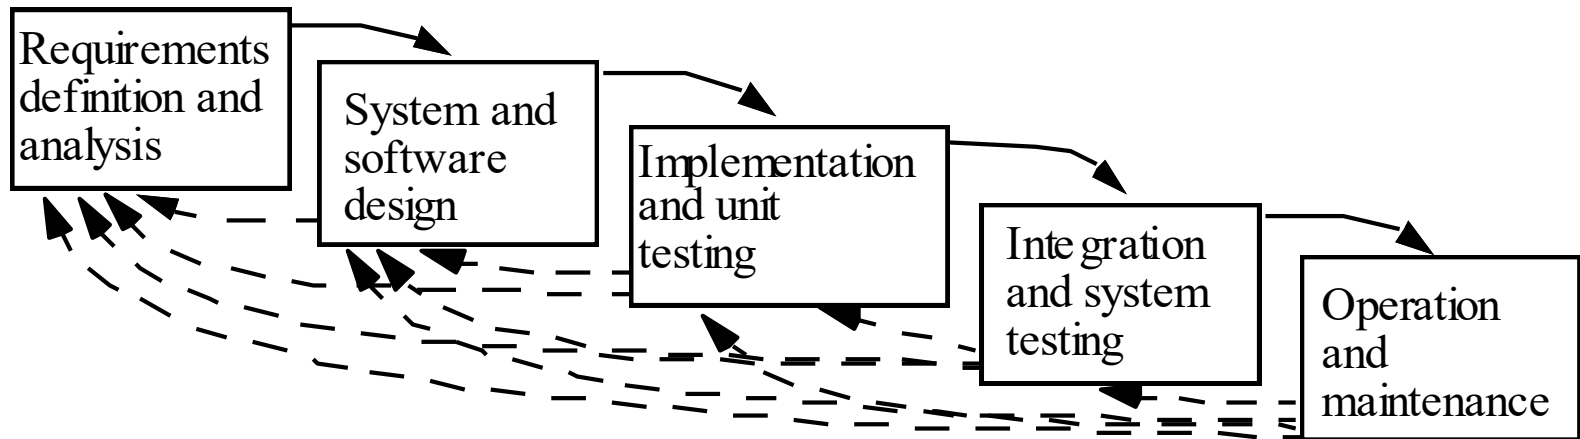 Requirements
definition and
analysis
System and
software
design
Implementation
and unit
testing
Integration
and system
testing
Operation
and
maintenance